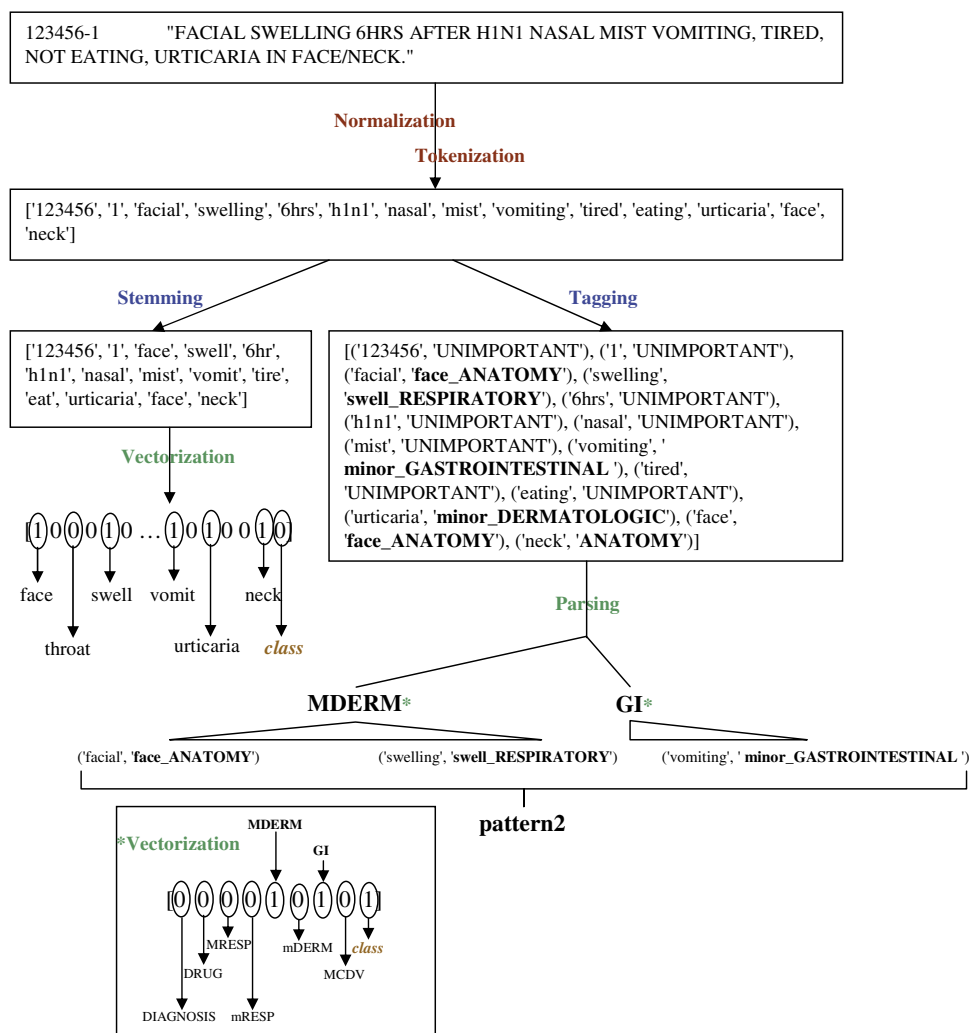 123456-1 "FACIAL SWELLING 6HRS AFTER H1N1 NASAL MIST VOMITING, TIRED,
NOT EATING, URTICARIA IN FACE/NECK."
Normalization
Tokenization
['123456', '1', 'facial', 'swelling', '6hrs', 'h1n1', 'nasal', 'mist', 'vomiting', 'tired', 'eating', 'urticaria', 'face',
'neck']
Stemming
Tagging
['123456', '1', 'face', 'swell', '6hr',
'h1n1', 'nasal', 'mist', 'vomit', 'tire',
'eat', 'urticaria', 'face', 'neck']
[('123456', 'UNIMPORTANT'), ('1', 'UNIMPORTANT'),
('facial', 'face_ANATOMY'), ('swelling',
'swell_RESPIRATORY'), ('6hrs', 'UNIMPORTANT'),
('h1n1', 'UNIMPORTANT'), ('nasal', 'UNIMPORTANT'),
('mist', 'UNIMPORTANT'), ('vomiting', '
minor_GASTROINTESTINAL '), ('tired',
'UNIMPORTANT'), ('eating', 'UNIMPORTANT'),
('urticaria', 'minor_DERMATOLOGIC'), ('face',
'face_ANATOMY'), ('neck', 'ANATOMY')]
Vectorization
[1 0 0 0 1 0 ... 1 0 1 0 0 1 0]
face swell vomit neck
throat urticaria class
Parsing
MDERM* GI*
('facial', 'face_ANATOMY') ('swelling', 'swell_RESPIRATORY') ('vomiting', ' minor_GASTROINTESTINAL ')
pattern2
MDERM
*Vectorization
GI
[0 0 0 0 1 0 1 0 1]
MRESP mDERM class
DRUG MCDV
DIAGNOSIS mRESP